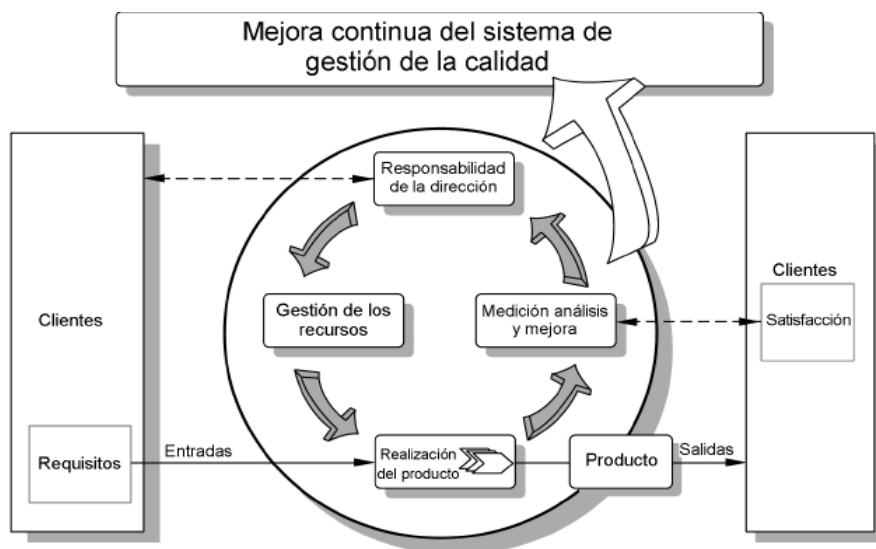 Mejora continua del sistema de
gestión de la calidad
Responsabilidad
de la dirección
Clientes
Gestión de los
recursos
Medición análisis
y mejora
Clientes
Satisfacción
Requisitos
Entradas
Realización
del producto
Producto
Salidas